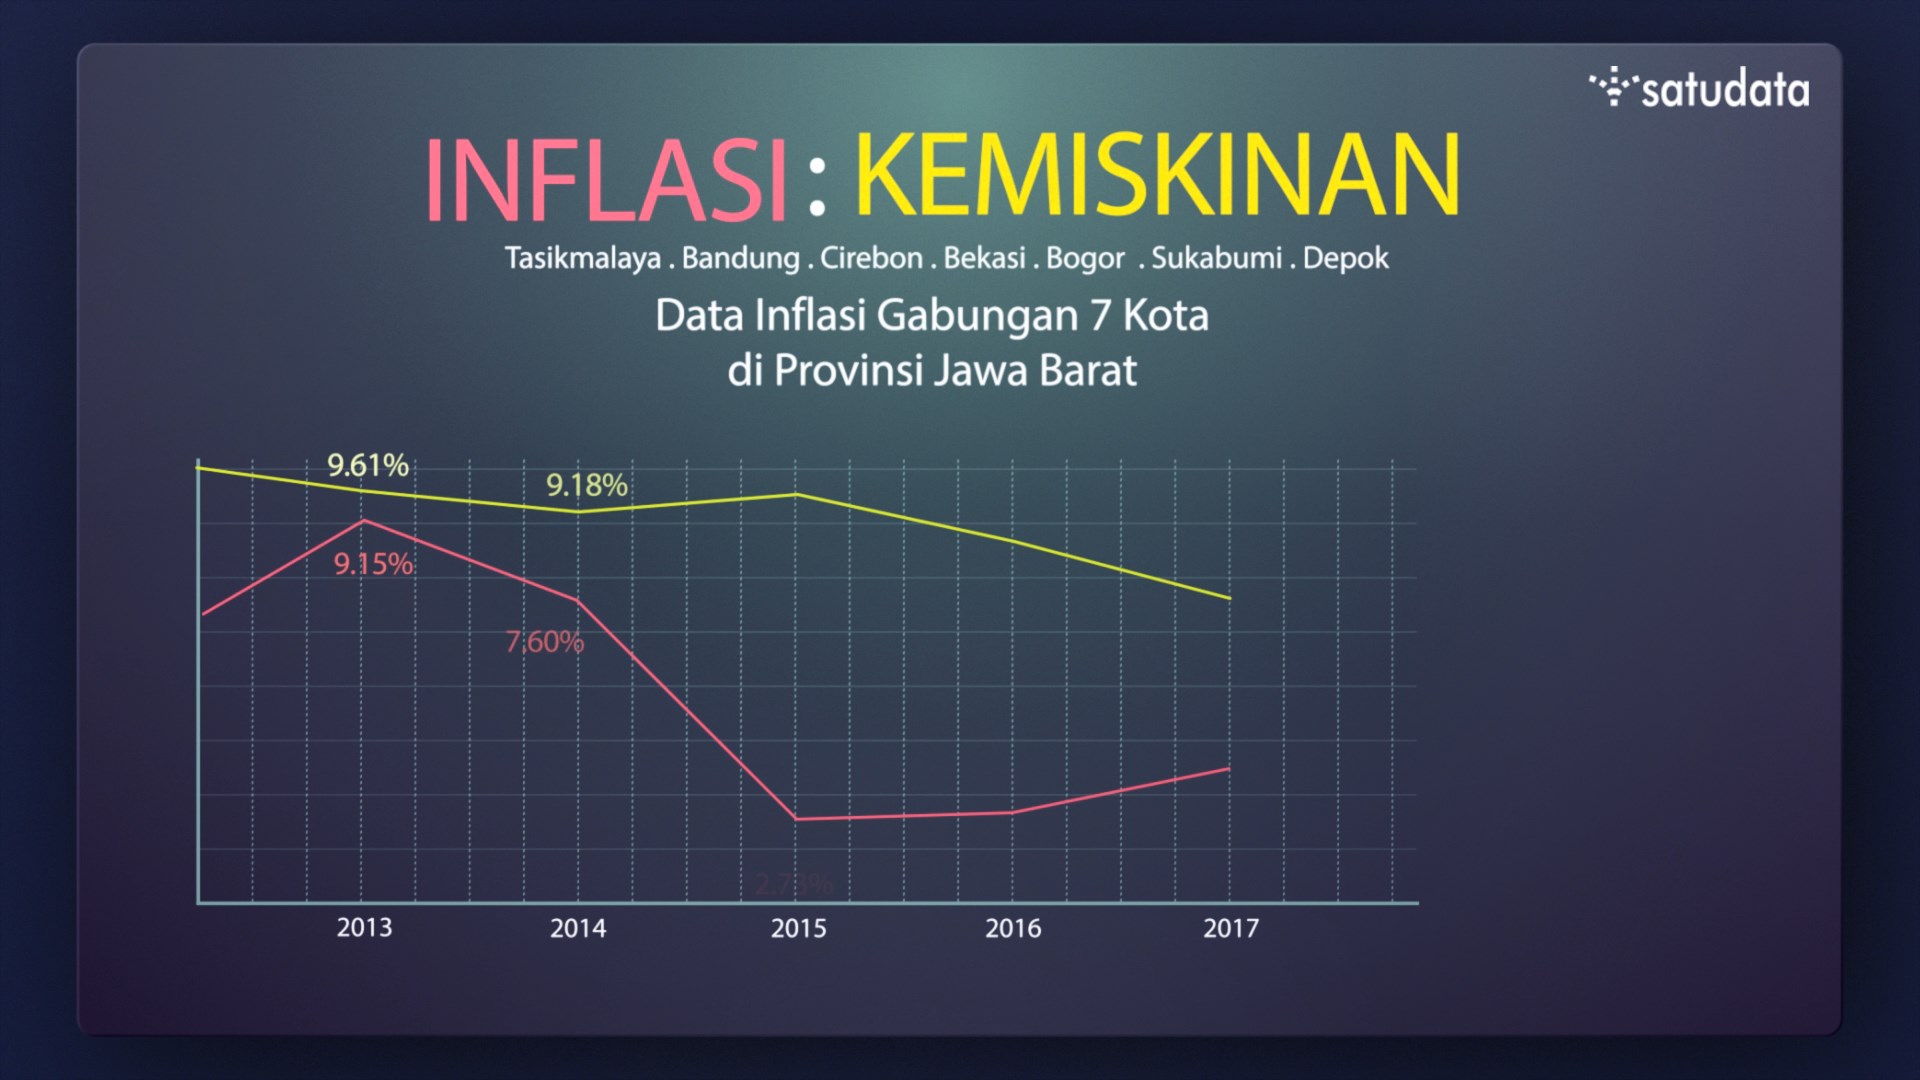 satudata
INFLASI : KEMISKINAN
Tasikmalaya . Bandung . Cirebon . Bekasi . Bogor . Sukabumi . Depok
Data Inflasi Gabungan 7 Kota
di Provinsi Jawa Barat
9.61%
9.18%
9.15%
7.60%
2.73%
2013 2014 2015 2016 2017